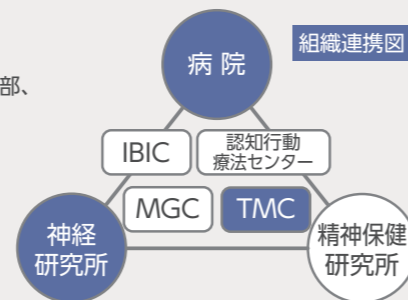 組織連携図
病 院
部、
IBIC
認知行動
療法センター
MGC
TMC
神経
研究所
精神保健
研究所